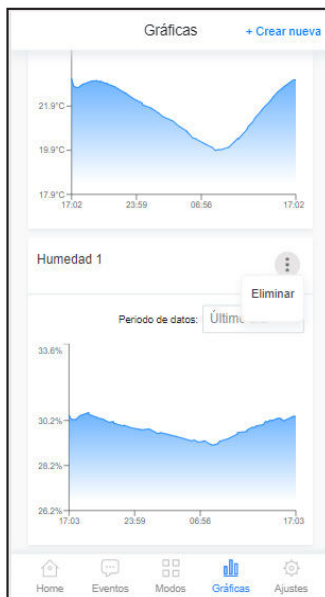 Gráficas + Crear nueva
21.9°C
19.9°C
17.9°C
17:02 23:59 06:56 17:02
Humedad 1
Eliminar
Periodo de datos: Último
33.6%
30.2%
28.2%
26.2%
17:03 23:59 06:56 17:03
Home Eventos Modos Gráficas Ajustes